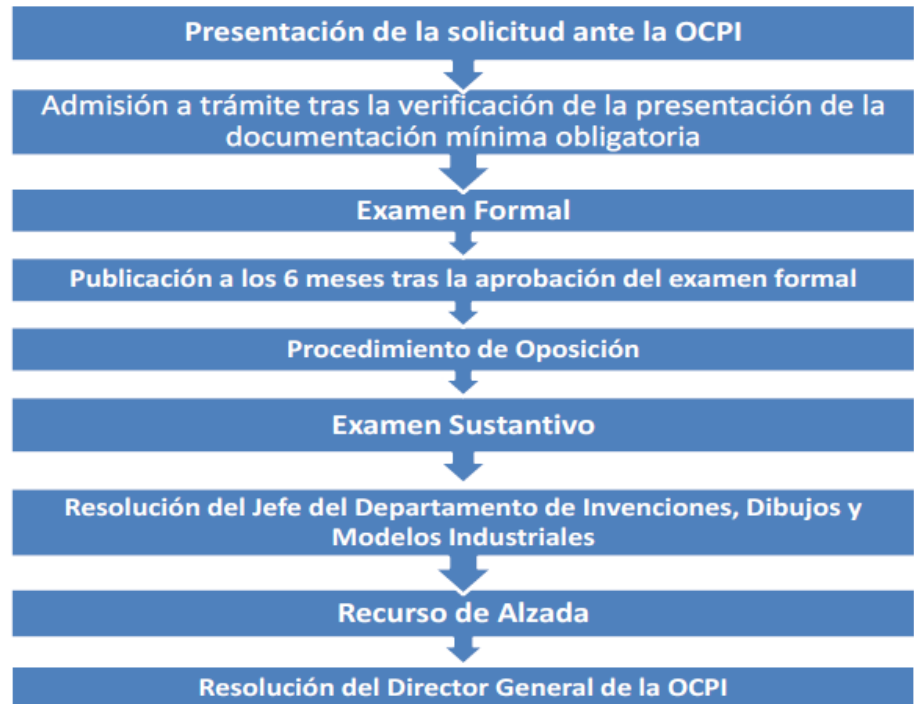 Presentación de la solicitud ante la OCPI
Admisión a trámite tras la verificación de la presentación de la
documentación mínima obligatoria
Examen Formal
Publicación a los 6 meses tras la aprobación del examen formal
Procedimiento de Oposición
Examen Sustantivo
Resolución del Jefe del Departamento de Invenciones, Dibujos y
Modelos Industriales
Recurso de Alzada
Resolución del Director General de la OCPI